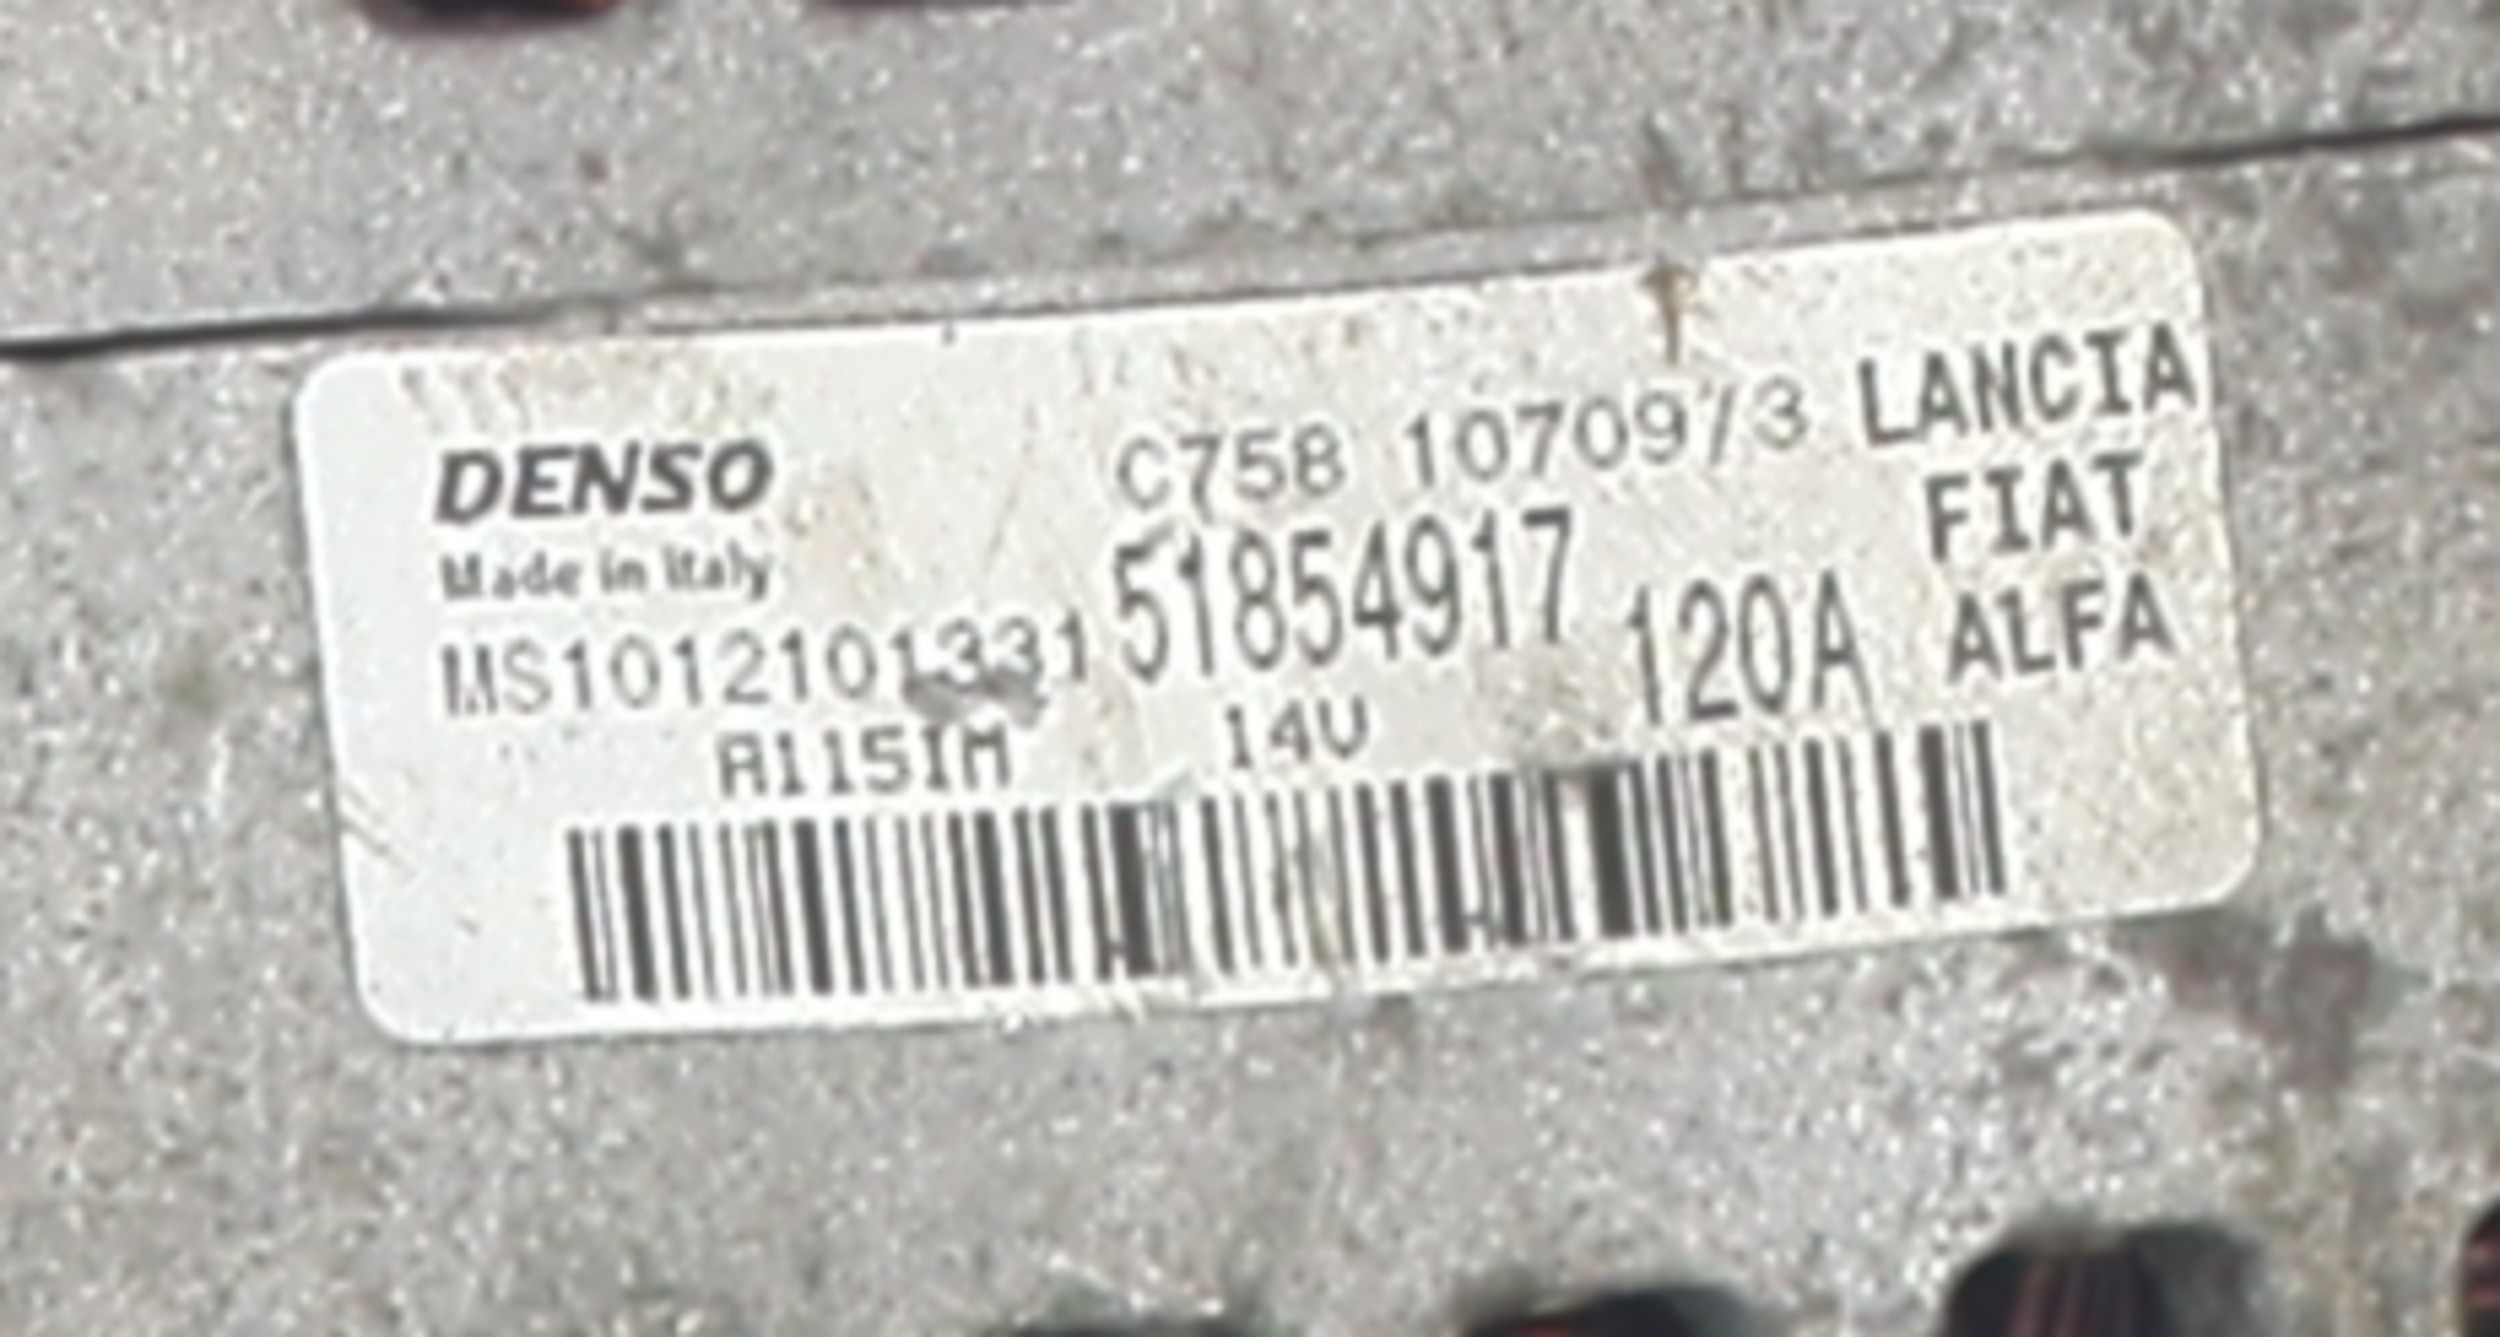 DENSO
Made in Italy
C758 10709/3 LANCIA
FIAT
ALFA
MS1012101331 51854917 120A
A115IM 14V